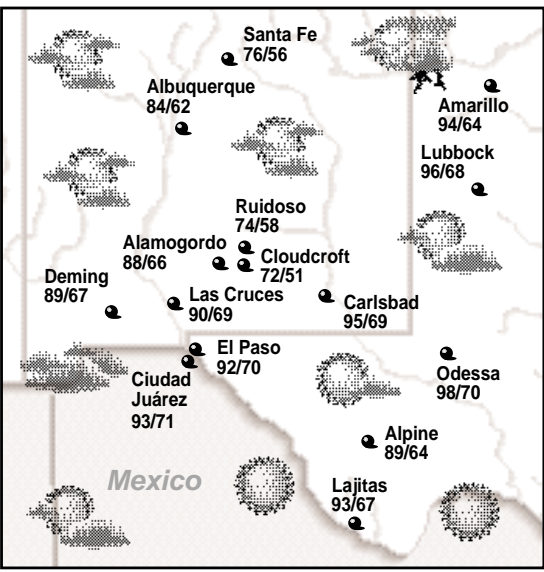 Santa Fe
76/56
Albuquerque
84/62
Amarillo
94/64
Lubbock
96/68
Ruidoso
74/58
Alamogordo
88/66
Cloudcroft
72/51
Deming
89/67
Las Cruces
90/69
Carlsbad
95/69
El Paso
92/70
Ciudad
Juárez
93/71
Odessa
98/70
Alpine
89/64
Mexico
Lajitas
93/67